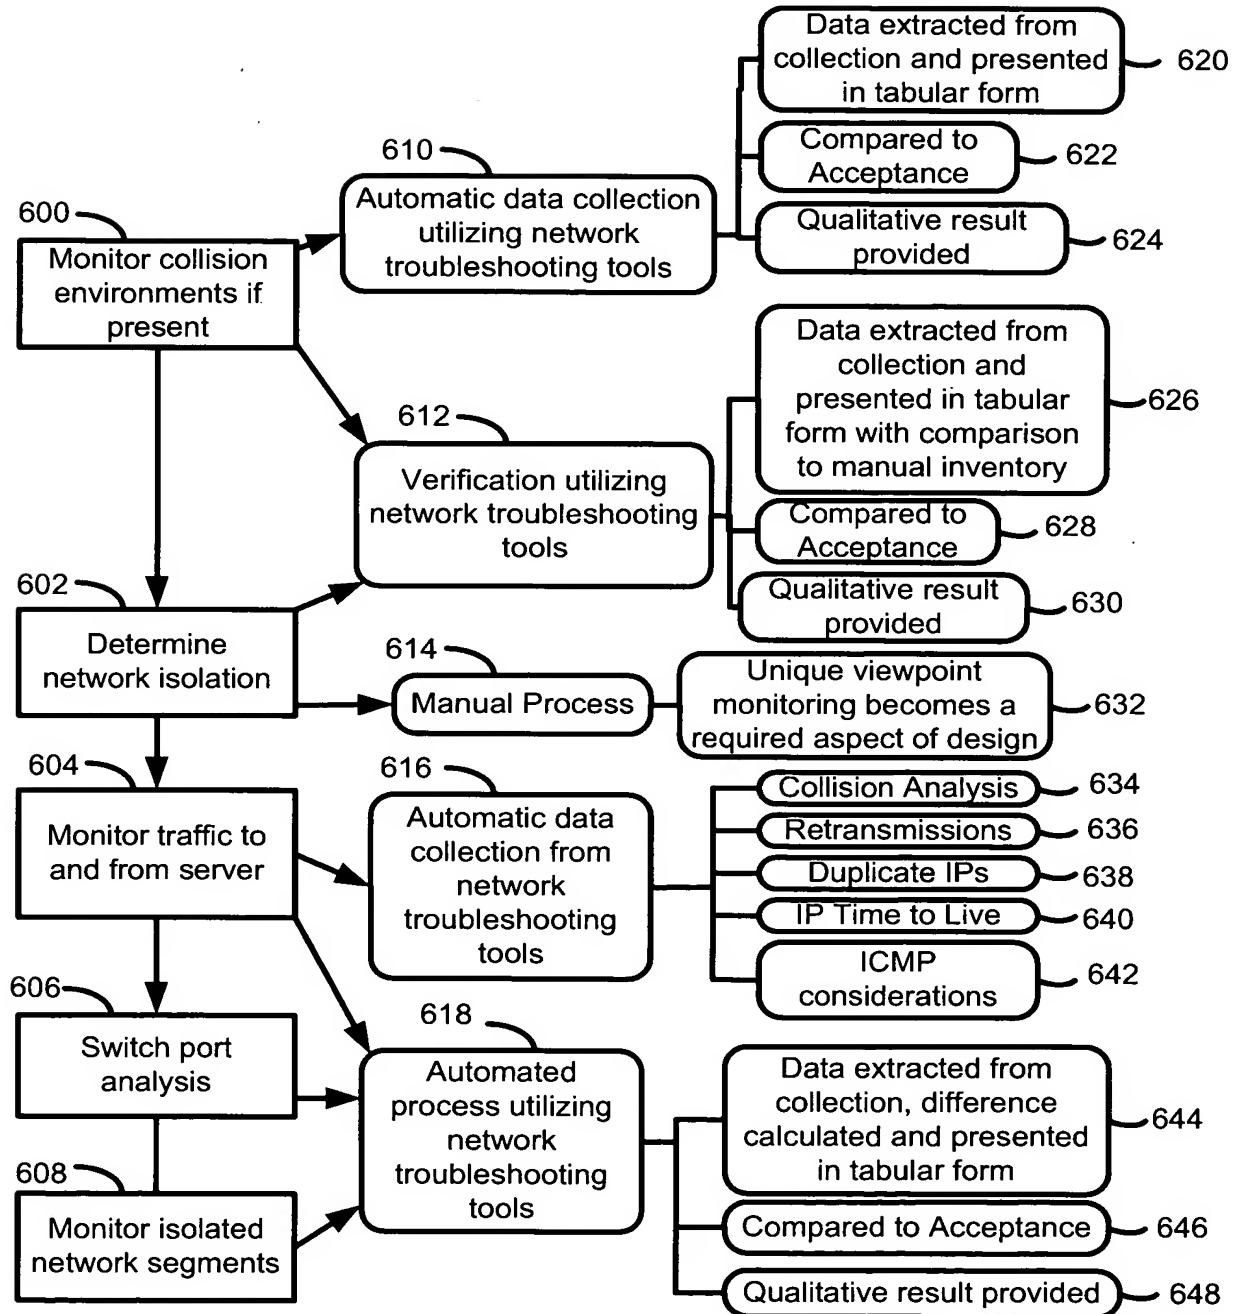 600
Monitor collision
environments if
present
610
Automatic data collection
utilizing network
troubleshooting tools
Data extracted from
collection and presented
in tabular form
620
Compared to
Acceptance
622
Qualitative result
provided
624
612
Verification utilizing
network troubleshooting
tools
Data extracted from
collection and
presented in tabular
form with comparison
to manual inventory
626
Compared to
Acceptance
628
Qualitative result
provided
630
602
Determine
network isolation
614
Manual Process
Unique viewpoint
monitoring becomes a
required aspect of design
632
604
Monitor traffic to
and from server
616
Automatic data
collection from
network
troubleshooting
tools
Collision Analysis
634
Retransmissions
636
Duplicate IPs
638
IP Time to Live
640
ICMP
considerations
642
606
Switch port
analysis
618
Automated
process utilizing
network
troubleshooting
tools
Data extracted from
collection, difference
calculated and presented
in tabular form
644
Compared to Acceptance
646
Qualitative result provided
648
608
Monitor isolated
network segments